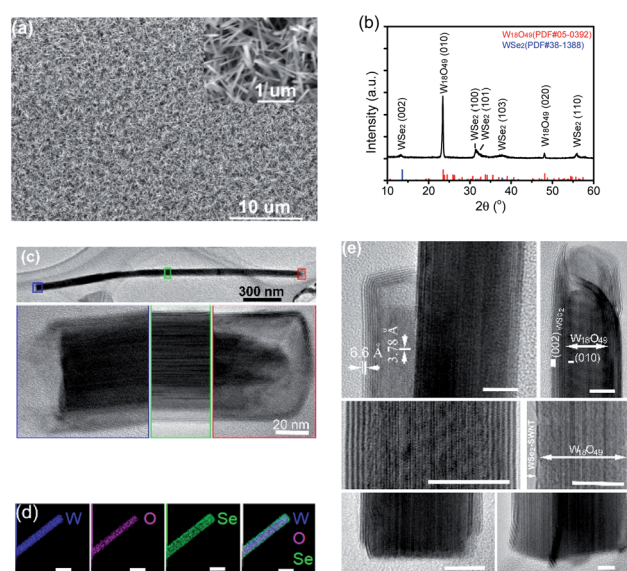 (a)
1 um
10 um
(b)
W18O49(PDF#05-0392)
WSe2(PDF#38-1388)
Intensity (a.u.)
WSe2 (002)
W18O49 (010)
WSe2 (100)
WSe2 (101)
WSe2 (103)
W18O49 (020)
WSe2 (110)
10 20 30 40 50 60
2θ (°)
(c)
300 nm
20 nm
(d)
W
O
Se
W
O
Se
(e)
6.6 Å
3.78 Å
(002) WSe2
W18O49
(010)
W18O49